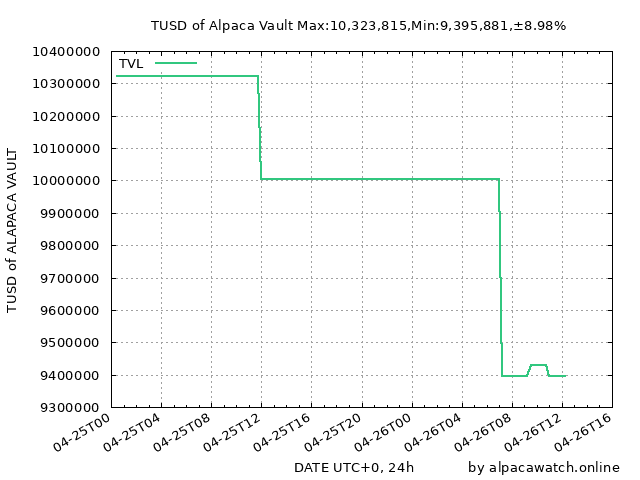 TUSD of Alpaca Vault Max:10,323,815,Min:9,395,881,±8.98%
TUSD of ALAPACA VAULT
TVL
10400000
10300000
10200000
10100000
10000000
9900000
9800000
9700000
9600000
9500000
9400000
9300000
04-25T00
04-25T04
04-25T08
04-25T12
04-25T16
04-25T20
04-26T00
04-26T04
04-26T08
04-26T12
04-26T16
DATE UTC+0, 24h
by alpacawatch.online